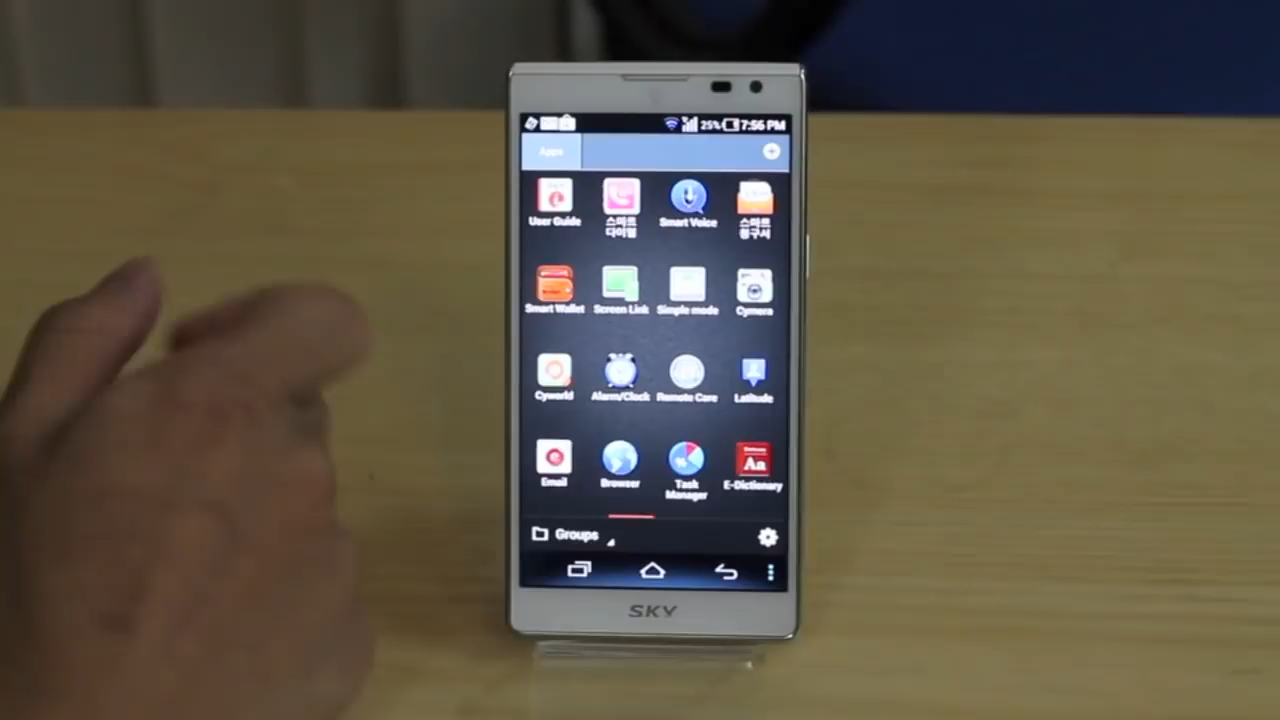 25% 7:56 PM
Apps
User Guide
스마트
다이얼
Smart Voice
스마트
청구서
Smart Wallet
Screen Link
Simple mode
Cymera
Cyworld
Alarm/Clock
Remote Care
Latitude
Email
Browser
Task
Manager
Aa
E-Dictionary
Groups
SKY